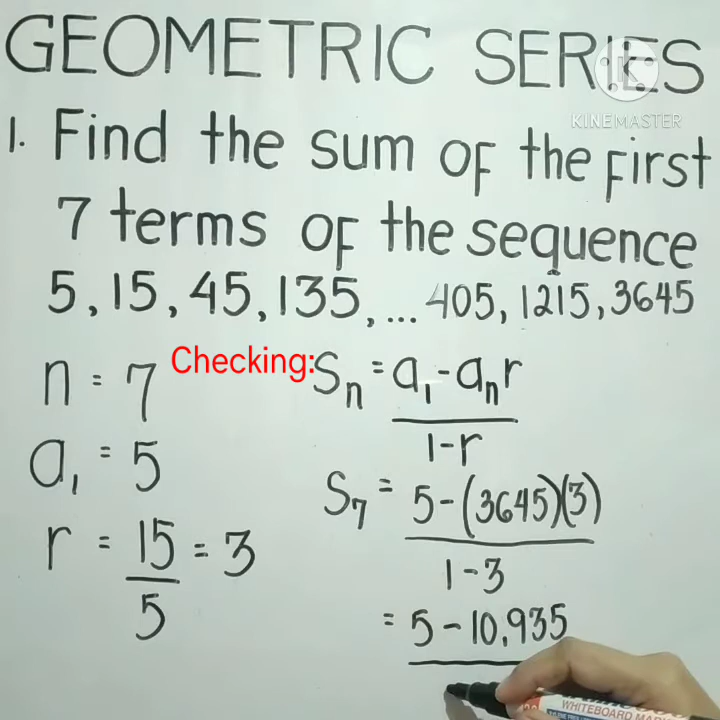 GEOMETRIC SERIES
KINEMASTER
1. Find the sum of the first
7 terms of the sequence
5, 15, 45, 135, ... 405, 1215, 3645
n = 7
Checking: Sₙ = a₁ - aₙr
1-r
a₁ = 5
S₇ = 5-(3645)(3)
1-3
r = 15 = 3
5
= 5-10,935
WHITEBOARD MA